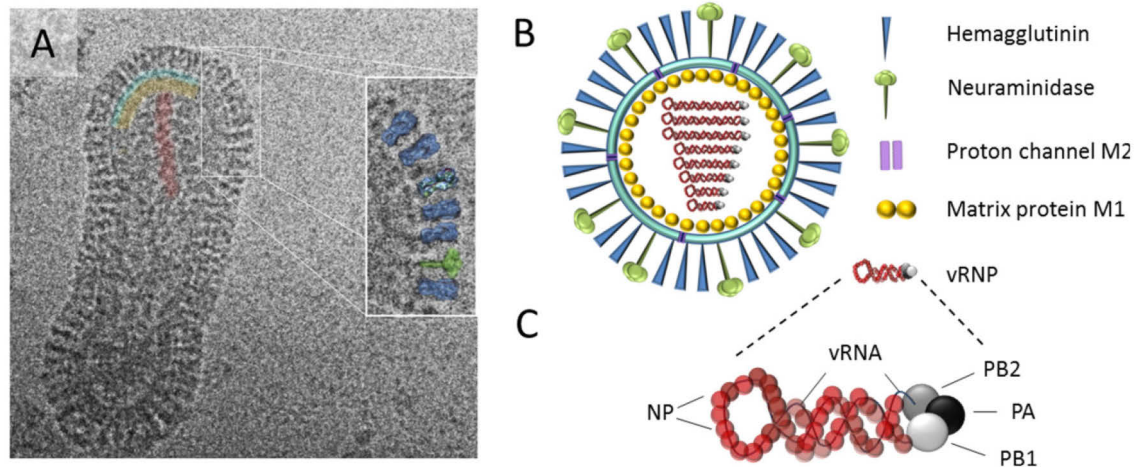 A
B
Hemagglutinin
Neuraminidase
Proton channel M2
Matrix protein M1
vRNP
C
vRNA
NP
PB2
PA
PB1